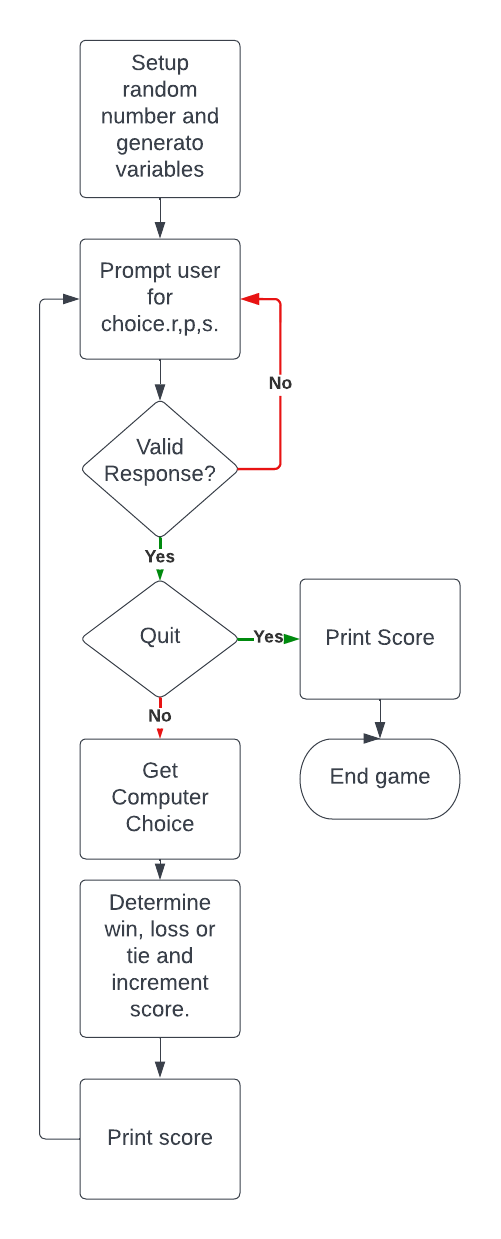 Setup
random
number and
generato
variables
Prompt user
for
choice.r,p,s.
No
Valid
Response?
Yes
Quit
Yes
Print Score
No
End game
Get
Computer
Choice
Determine
win, loss or
tie and
increment
score.
Print score